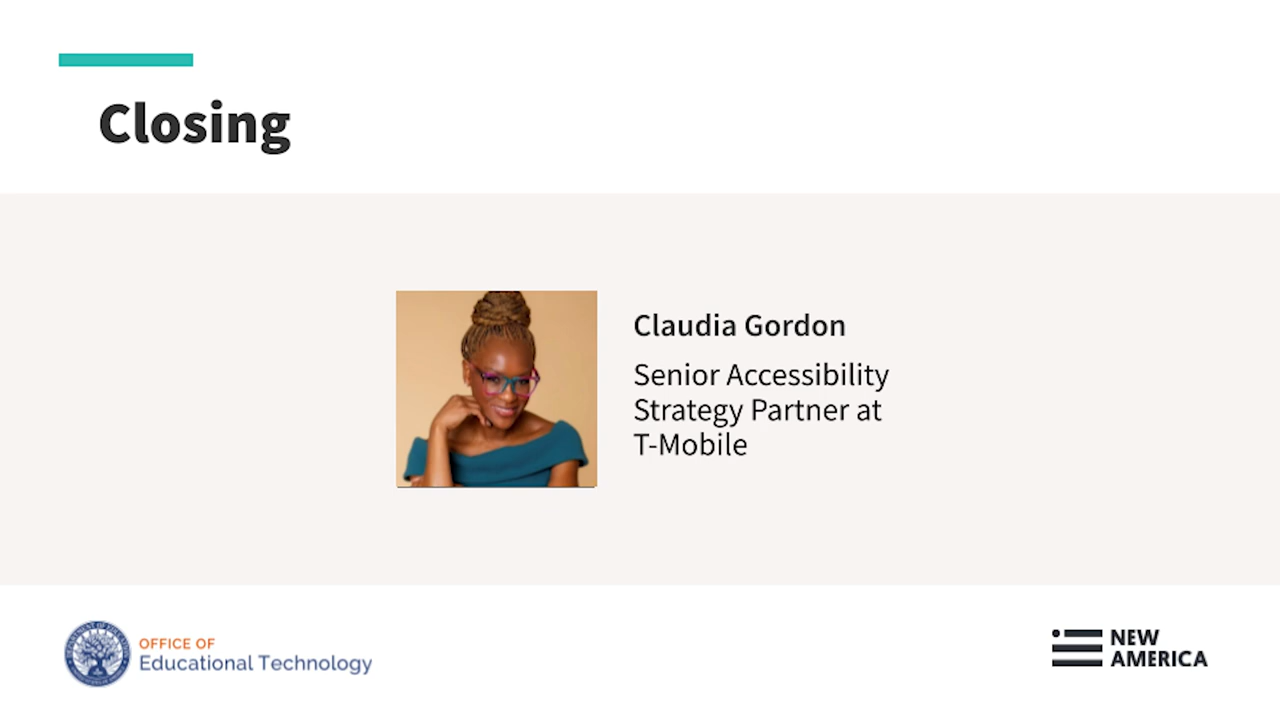 Closing
Claudia Gordon
Senior Accessibility
Strategy Partner at
T-Mobile
OFFICE OF
Educational Technology
NEW
AMERICA